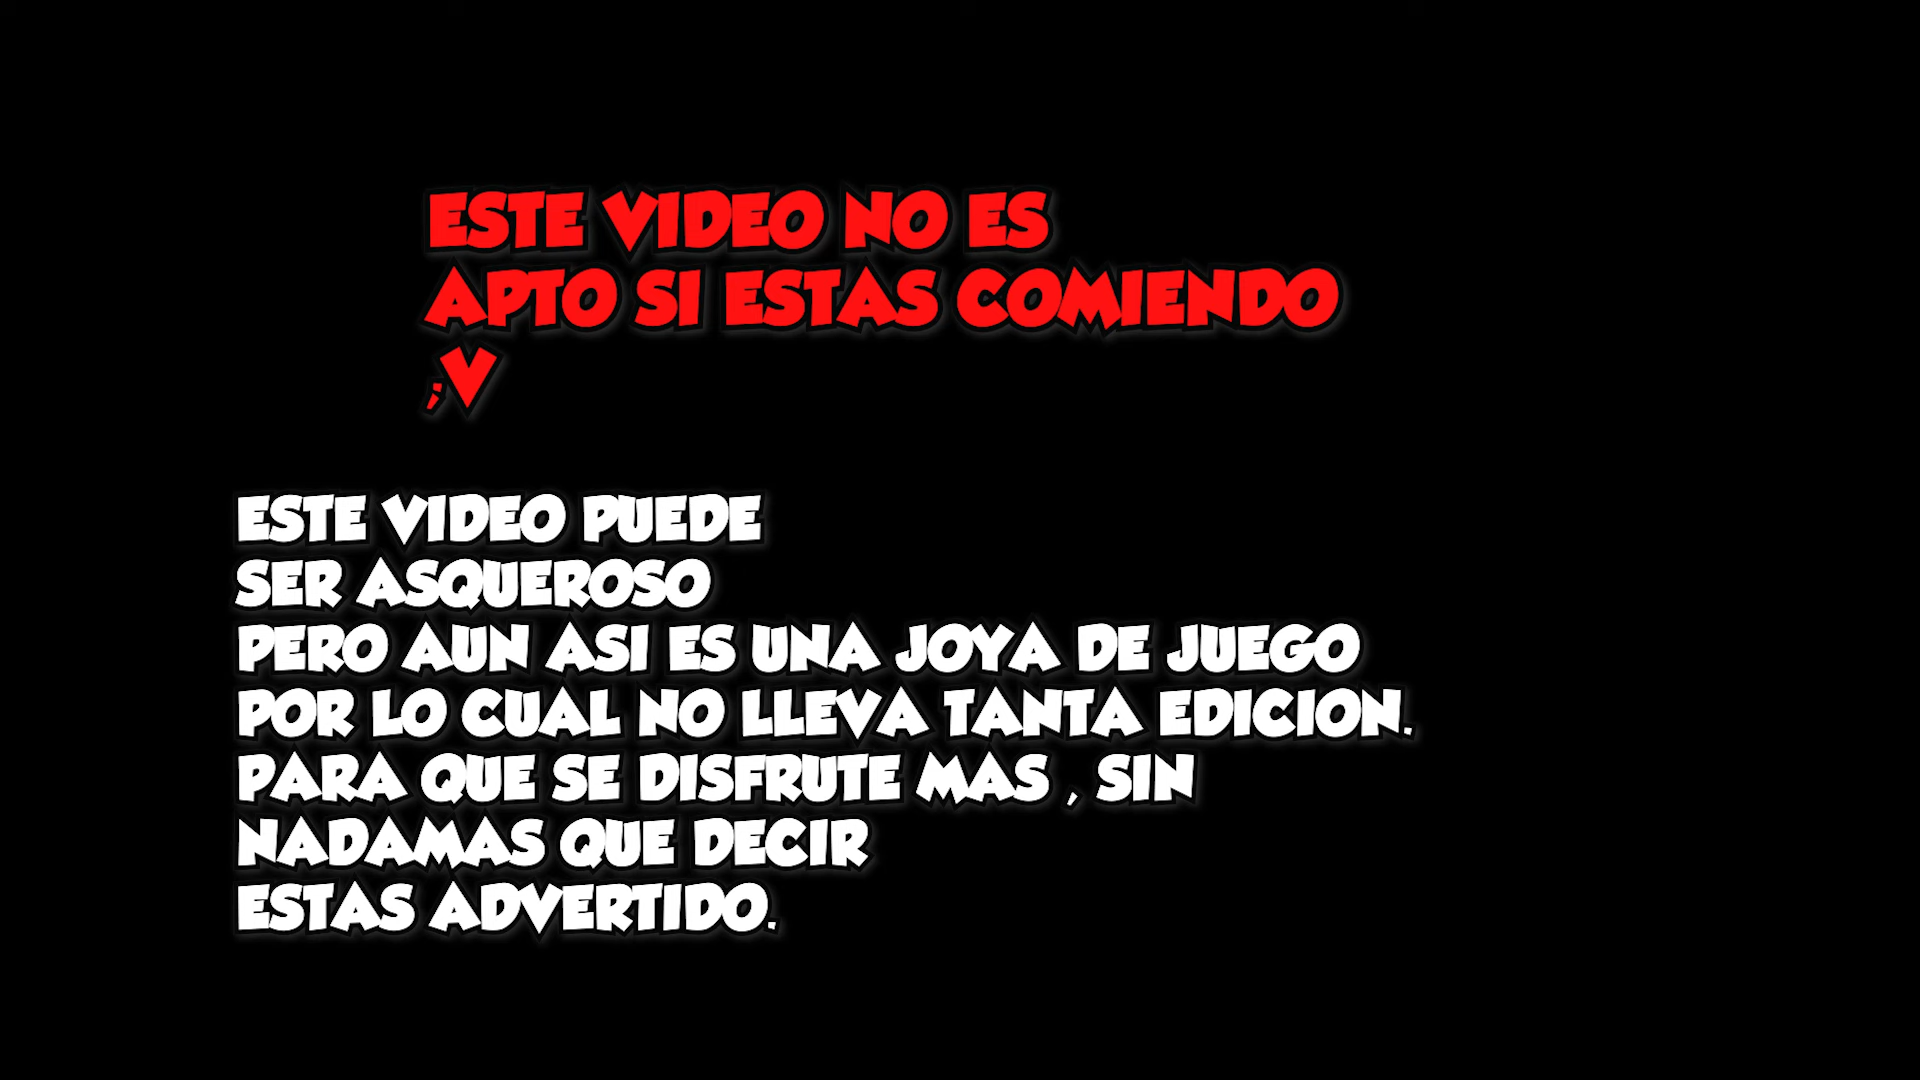 ESTE VIDEO NO ES
APTO SI ESTAS COMIENDO
;V
ESTE VIDEO PUEDE
SER ASQUEROSO
PERO AUN ASI ES UNA JOYA DE JUEGO
POR LO CUAL NO LLEVA TANTA EDICION.
PARA QUE SE DISFRUTE MAS , SIN
NADAMAS QUE DECIR
ESTAS ADVERTIDO.